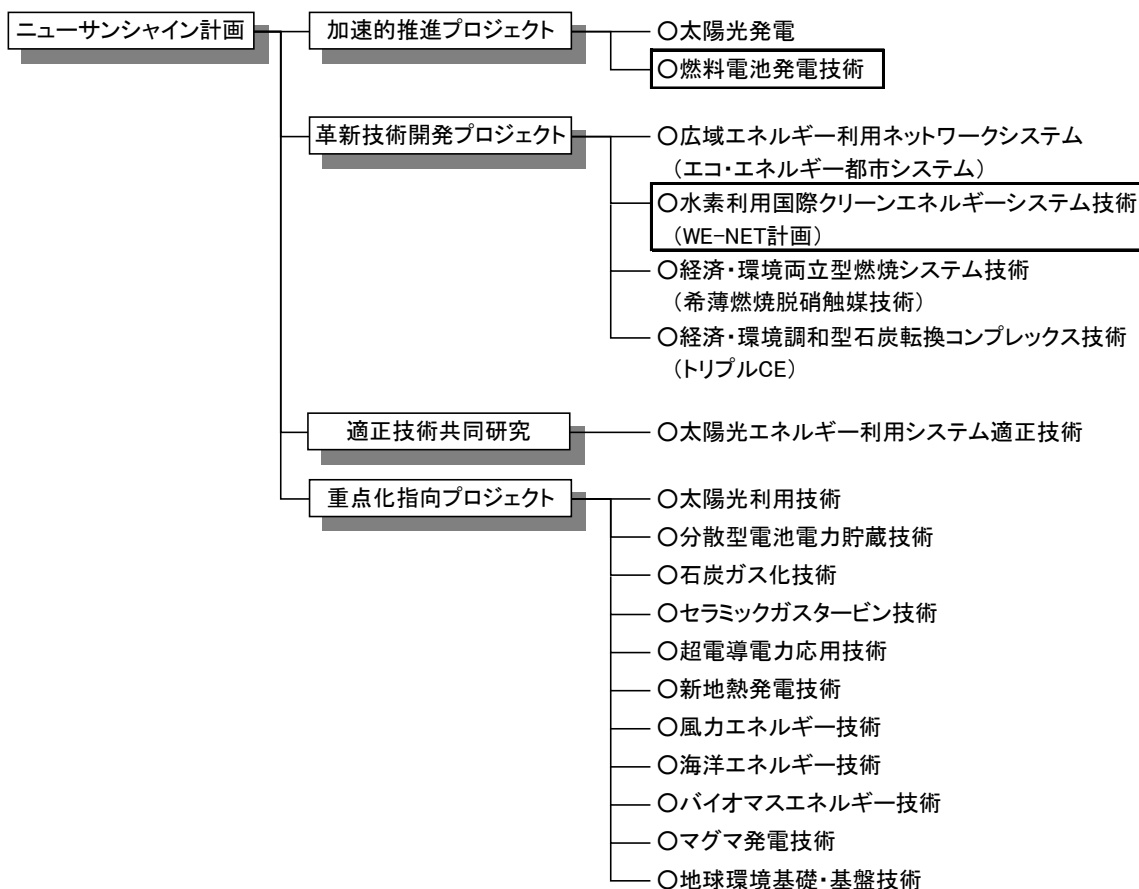 ニューサンシャイン計画
加速的推進プロジェクト
○太陽光発電
○燃料電池発電技術
革新技術開発プロジェクト
○広域エネルギー利用ネットワークシステム
（エコ・エネルギー都市システム）
○水素利用国際クリーンエネルギーシステム技術
（WE-NET計画）
○経済・環境両立型燃焼システム技術
（希薄燃焼脱硝触媒技術）
○経済・環境調和型石炭転換コンプレックス技術
（トリプルCE）
適正技術共同研究
○太陽光エネルギー利用システム適正技術
重点化指向プロジェクト
○太陽光利用技術
○分散型電池電力貯蔵技術
○石炭ガス化技術
○セラミックガスタービン技術
○超電導電力応用技術
○新地熱発電技術
○風力エネルギー技術
○海洋エネルギー技術
○バイオマスエネルギー技術
○マグマ発電技術
○地球環境基礎・基盤技術